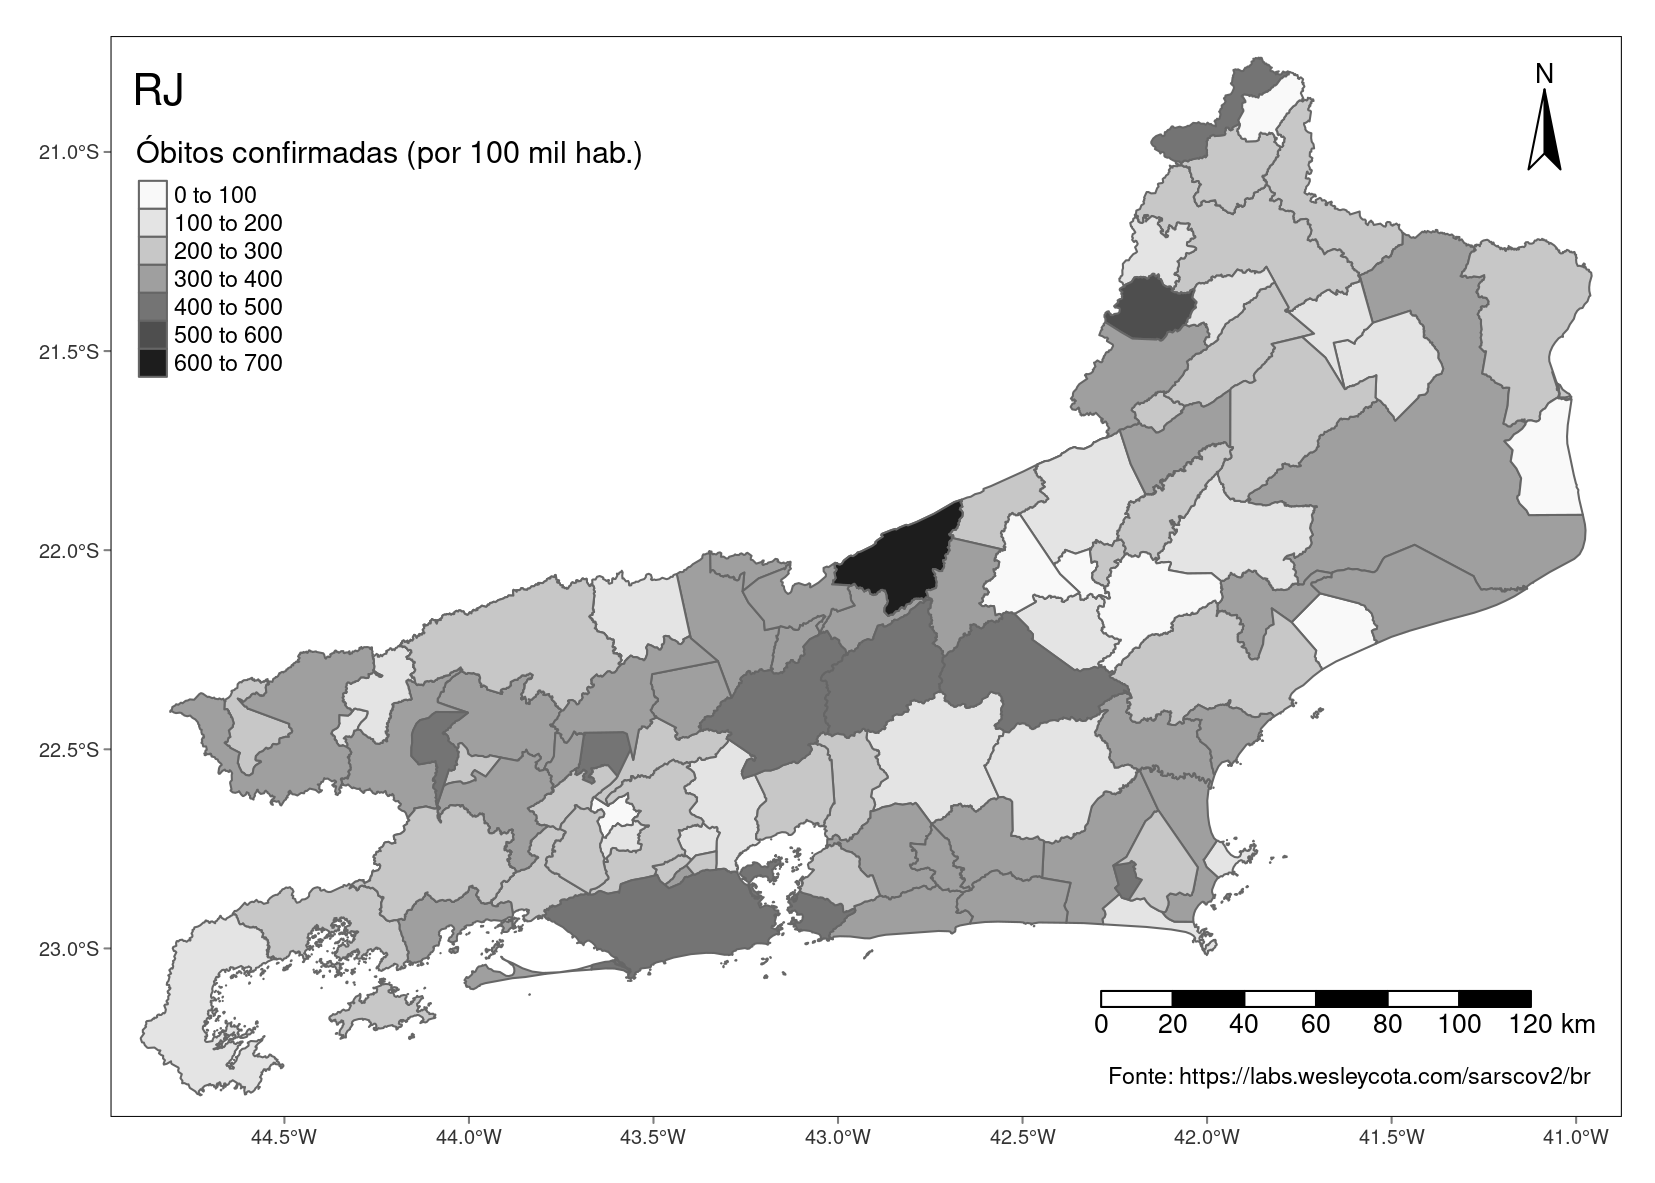 RJ
Óbitos confirmadas (por 100 mil hab.)
0 to 100
100 to 200
200 to 300
300 to 400
400 to 500
500 to 600
600 to 700
N
21.0°S
21.5°S
22.0°S
22.5°S
23.0°S
0 20 40 60 80 100 120 km
Fonte: https://labs.wesleycota.com/sarscov2/br
44.5°W 44.0°W 43.5°W 43.0°W 42.5°W 42.0°W 41.5°W 41.0°W